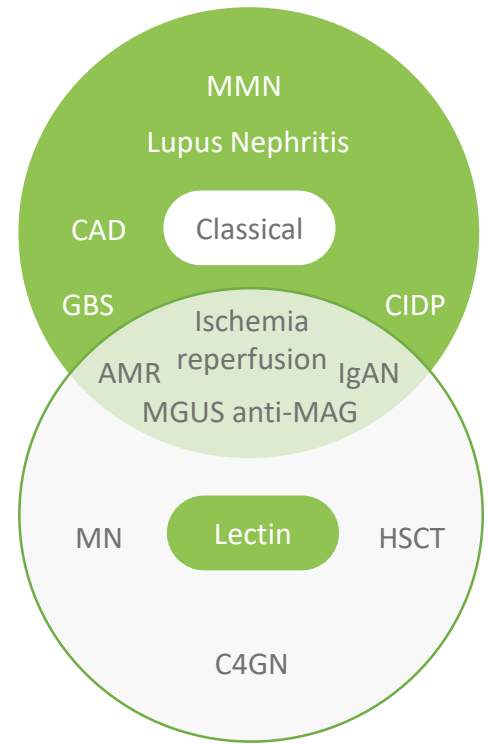 MMN
Lupus Nephritis
CAD
Classical
GBS
CIDP
Ischemia
reperfusion
AMR
IgAN
MGUS anti-MAG
MN
Lectin
HSCT
C4GN